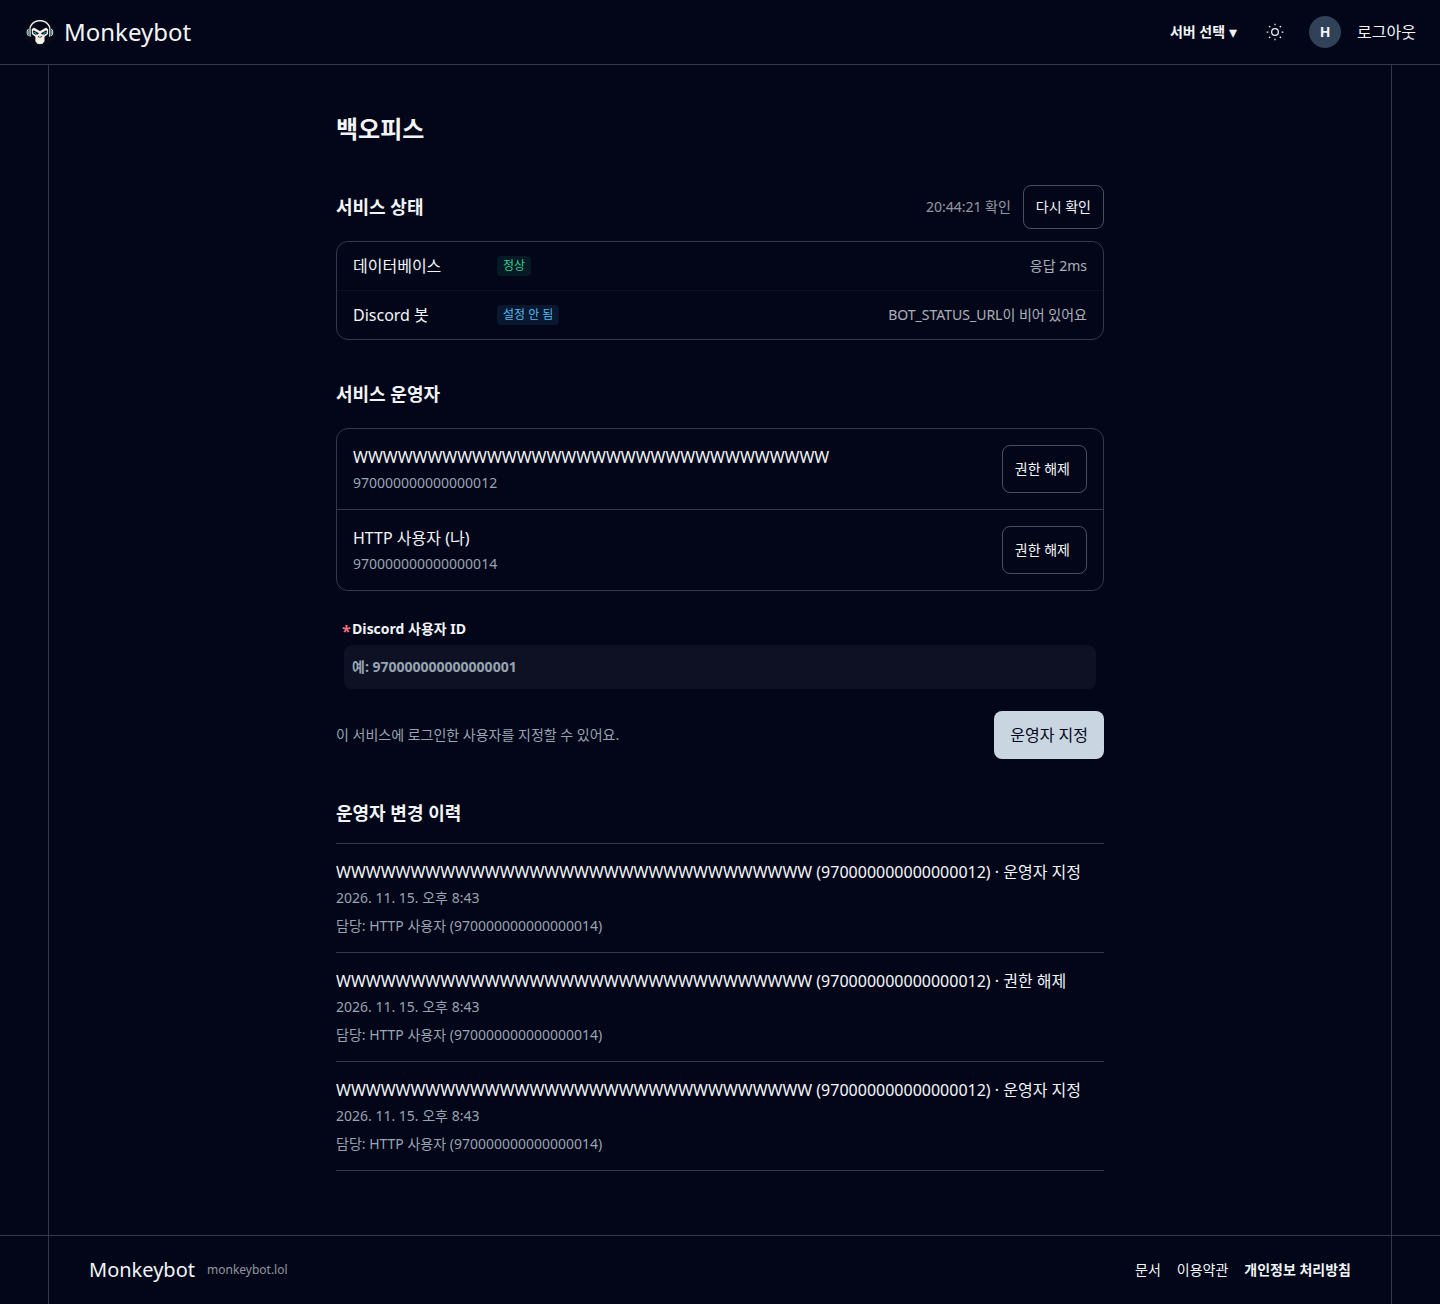 Monkeybot
서버 선택 ▾
H
로그아웃
백오피스
서비스 상태
20:44:21 확인
다시 확인
데이터베이스
정상
응답 2ms
Discord 봇
설정 안 됨
BOT_STATUS_URL이 비어 있어요
서비스 운영자
WWWWWWWWWWWWWWWWWWWWWWWWWWWWWWWW
970000000000000012
권한 해제
HTTP 사용자 (나)
970000000000000014
권한 해제
*Discord 사용자 ID
예: 970000000000000001
이 서비스에 로그인한 사용자를 지정할 수 있어요.
운영자 지정
운영자 변경 이력
WWWWWWWWWWWWWWWWWWWWWWWWWWWWWWWW (970000000000000012) · 운영자 지정
2026. 11. 15. 오후 8:43
담당: HTTP 사용자 (970000000000000014)
WWWWWWWWWWWWWWWWWWWWWWWWWWWWWWWW (970000000000000012) · 권한 해제
2026. 11. 15. 오후 8:43
담당: HTTP 사용자 (970000000000000014)
WWWWWWWWWWWWWWWWWWWWWWWWWWWWWWWW (970000000000000012) · 운영자 지정
2026. 11. 15. 오후 8:43
담당: HTTP 사용자 (970000000000000014)
Monkeybot
monkeybot.lol
문서
이용약관
개인정보 처리방침